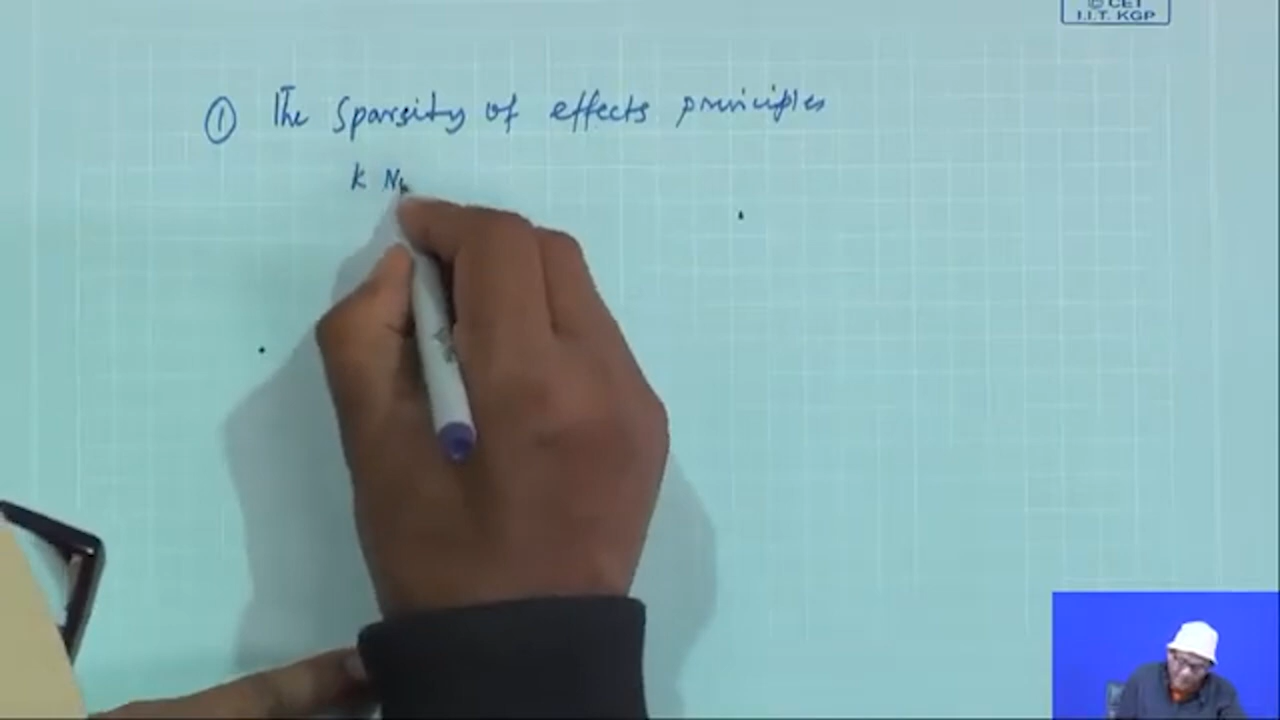 © CET
I.I.T. KGP
① The Sparsity of effects principles
K